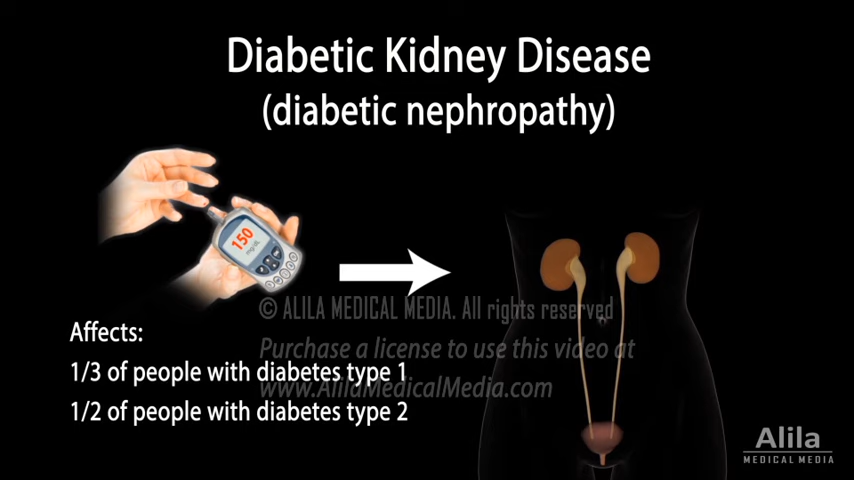 Diabetic Kidney Disease
(diabetic nephropathy)
150
mg/dL
© ALILA MEDICAL MEDIA. All rights reserved
Purchase a license to use this video at
www.AlilaMedicalMedia.com
Affects:
1/3 of people with diabetes type 1
1/2 of people with diabetes type 2
Alila
MEDICAL MEDIA